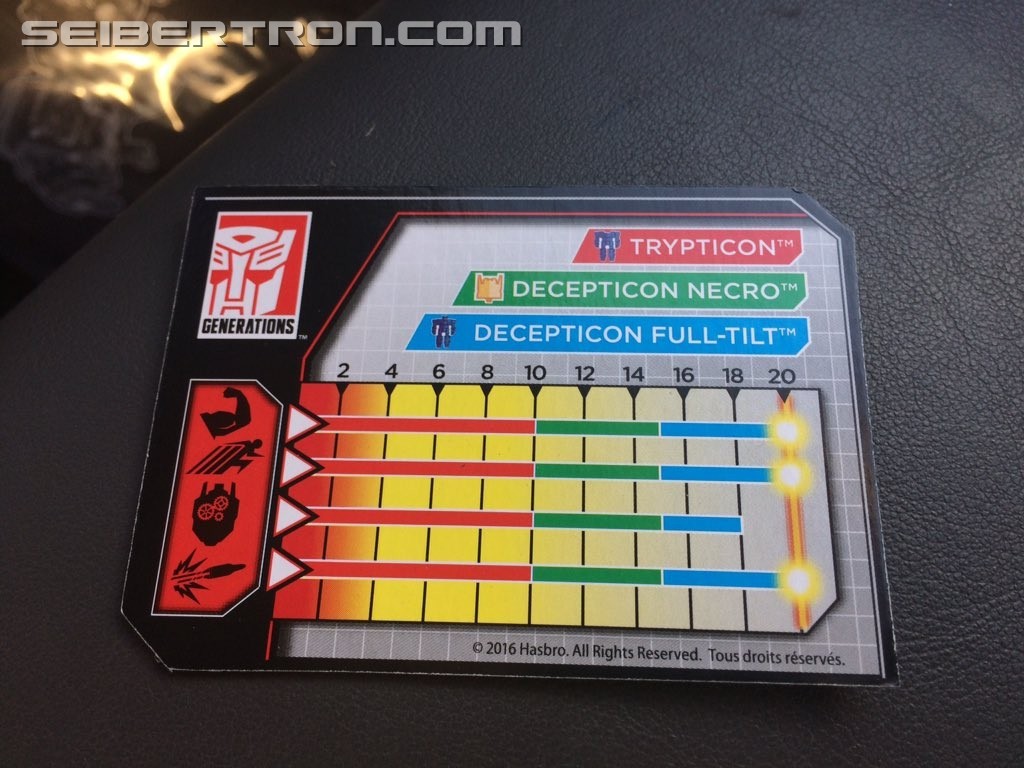 SEIBERTRON.com
GENERATIONS™
TRYPTICON™
DECEPTICON NECRO™
DECEPTICON FULL-TILT™
2 4 6 8 10 12 14 16 18 20
© 2016 Hasbro. All Rights Reserved. Tous droits réservés.